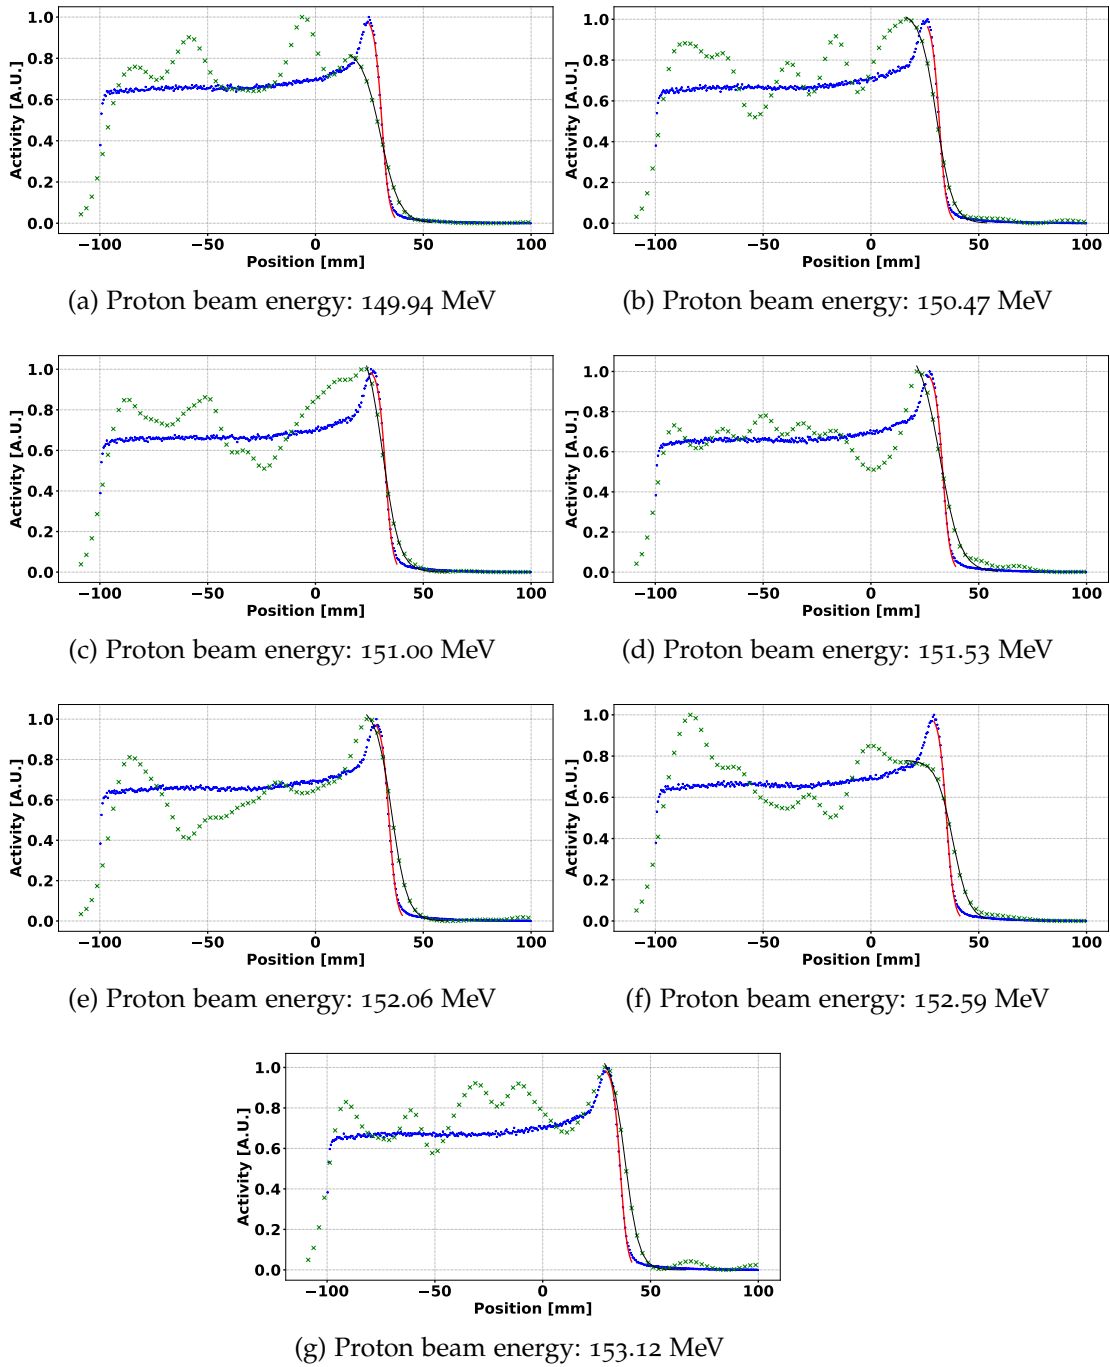 1.0
0.8
0.6
0.4
0.2
0.0
Activity [A.U.]
−100 −50 0 50 100
Position [mm]
(a) Proton beam energy: 149.94 MeV
1.0
0.8
0.6
0.4
0.2
0.0
Activity [A.U.]
−100 −50 0 50 100
Position [mm]
(b) Proton beam energy: 150.47 MeV
1.0
0.8
0.6
0.4
0.2
0.0
Activity [A.U.]
−100 −50 0 50 100
Position [mm]
(c) Proton beam energy: 151.00 MeV
1.0
0.8
0.6
0.4
0.2
0.0
Activity [A.U.]
−100 −50 0 50 100
Position [mm]
(d) Proton beam energy: 151.53 MeV
1.0
0.8
0.6
0.4
0.2
0.0
Activity [A.U.]
−100 −50 0 50 100
Position [mm]
(e) Proton beam energy: 152.06 MeV
1.0
0.8
0.6
0.4
0.2
0.0
Activity [A.U.]
−100 −50 0 50 100
Position [mm]
(f) Proton beam energy: 152.59 MeV
1.0
0.8
0.6
0.4
0.2
0.0
Activity [A.U.]
−100 −50 0 50 100
Position [mm]
(g) Proton beam energy: 153.12 MeV